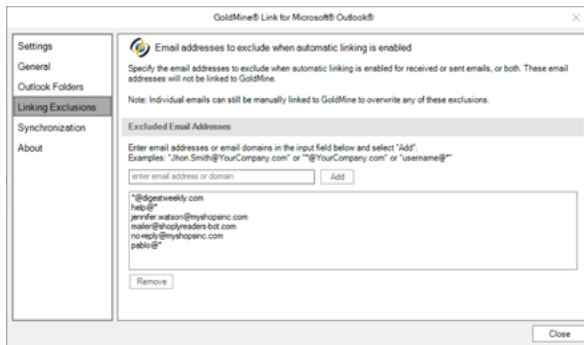 GoldMine® Link for Microsoft® Outlook®
Settings
General
Outlook Folders
Linking Exclusions
Synchronization
About
Email addresses to exclude when automatic linking is enabled
Specify the email addresses to exclude when automatic linking is enabled for received or sent emails, or both. These email
addresses will not be linked to GoldMine.
Note: Individual emails can still be manually linked to GoldMine to overwrite any of these exclusions.
Excluded Email Addresses
Enter email addresses or email domains in the input field below and select "Add".
Examples: "Jhon.Smith@YourCompany.com" or "*@YourCompany.com" or "username@*"
enter email address or domain
Add
*@digestweekly.com
help@*
jennifer.watson@myshopsinc.com
mailer@shoplyreaders-bot.com
no-reply@myshopsinc.com
pablo@*
Remove
Close